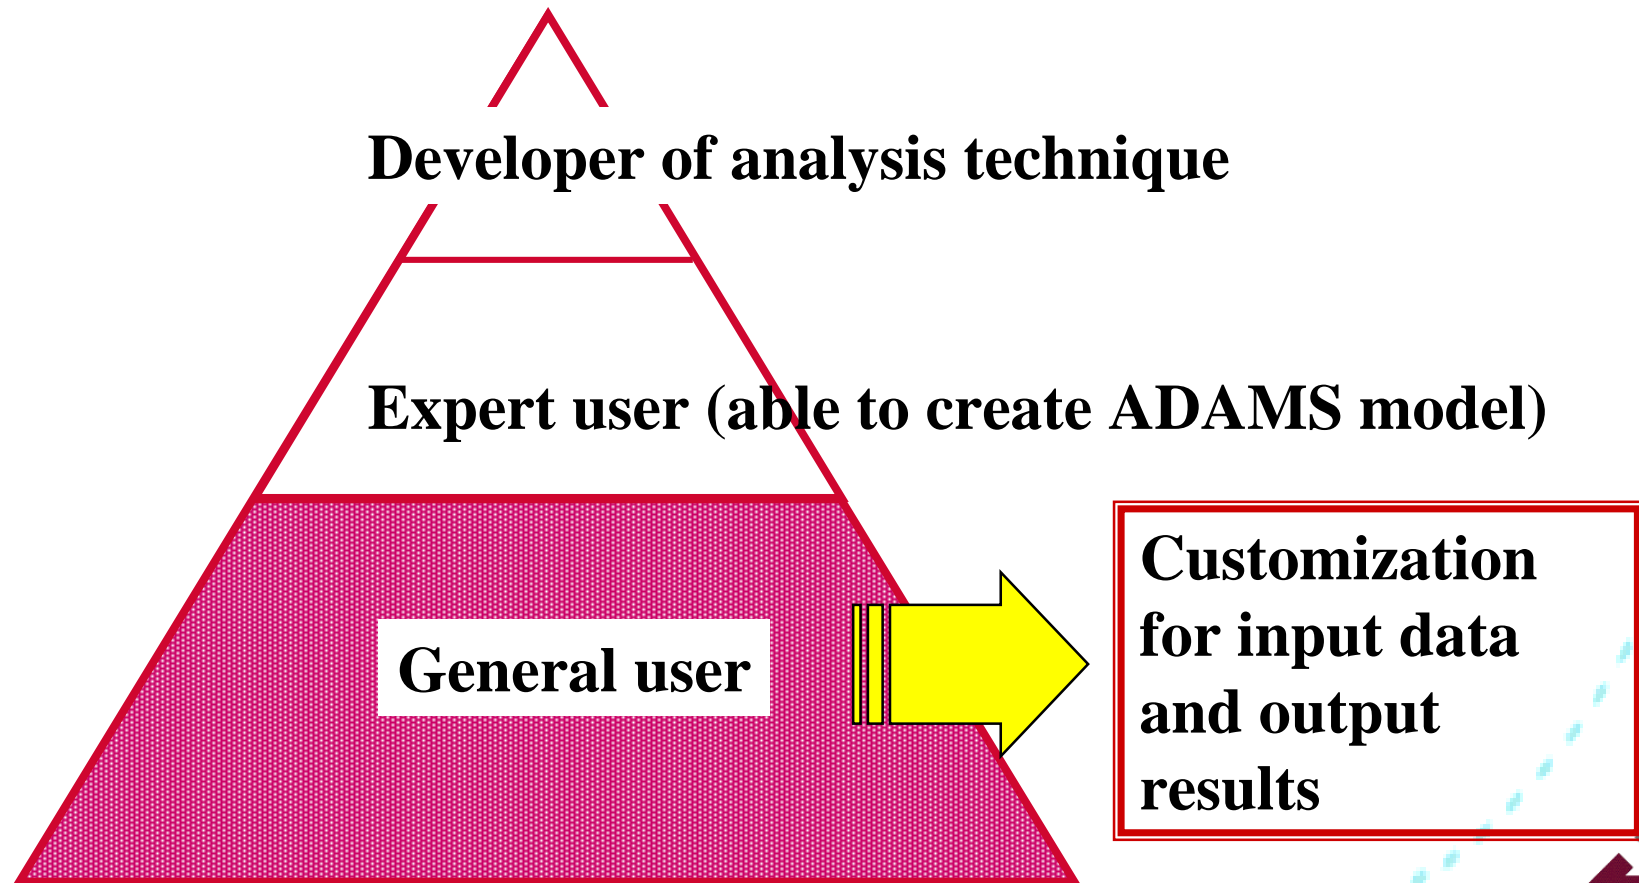 Developer of analysis technique
Expert user (able to create ADAMS model)
General user
Customization
for input data
and output
results